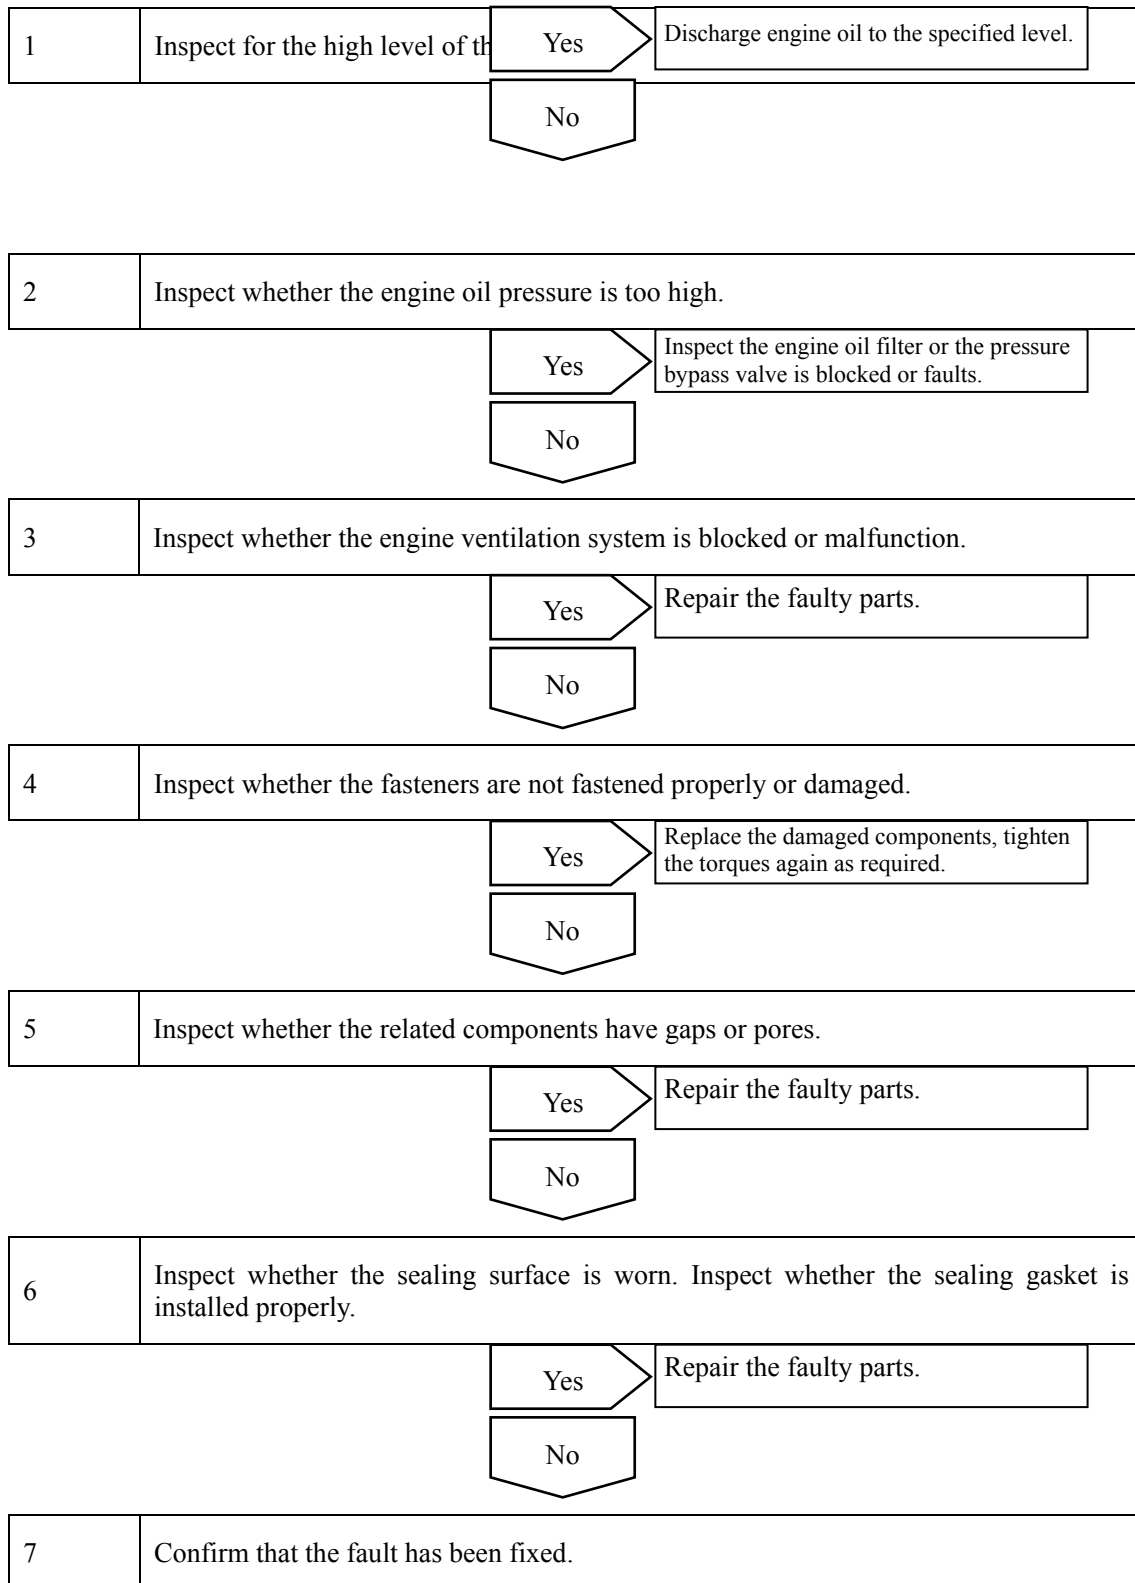 1
Inspect for the high level of th
Yes
Discharge engine oil to the specified level.
No
2
Inspect whether the engine oil pressure is too high.
Yes
Inspect the engine oil filter or the pressure
bypass valve is blocked or faults.
No
3
Inspect whether the engine ventilation system is blocked or malfunction.
Yes
Repair the faulty parts.
No
4
Inspect whether the fasteners are not fastened properly or damaged.
Yes
Replace the damaged components, tighten
the torques again as required.
No
5
Inspect whether the related components have gaps or pores.
Yes
Repair the faulty parts.
No
6
Inspect whether the sealing surface is worn. Inspect whether the sealing gasket is
installed properly.
Yes
Repair the faulty parts.
No
7
Confirm that the fault has been fixed.